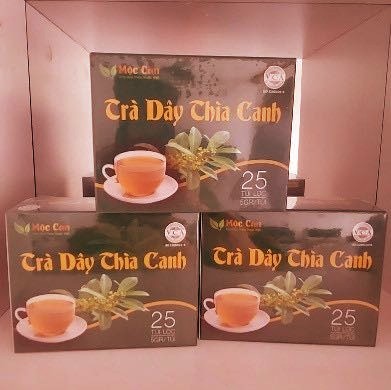 Mộc Can
Trà Dây Thìa Canh
25
TÚI LỌC
5GR/TÚI
Mộc Can
Trà Dây Thìa Canh
25
TÚI LỌC
5GR/TÚI
Mộc Can
Trà Dây Thìa Canh
25
TÚI LỌC
5GR/TÚI